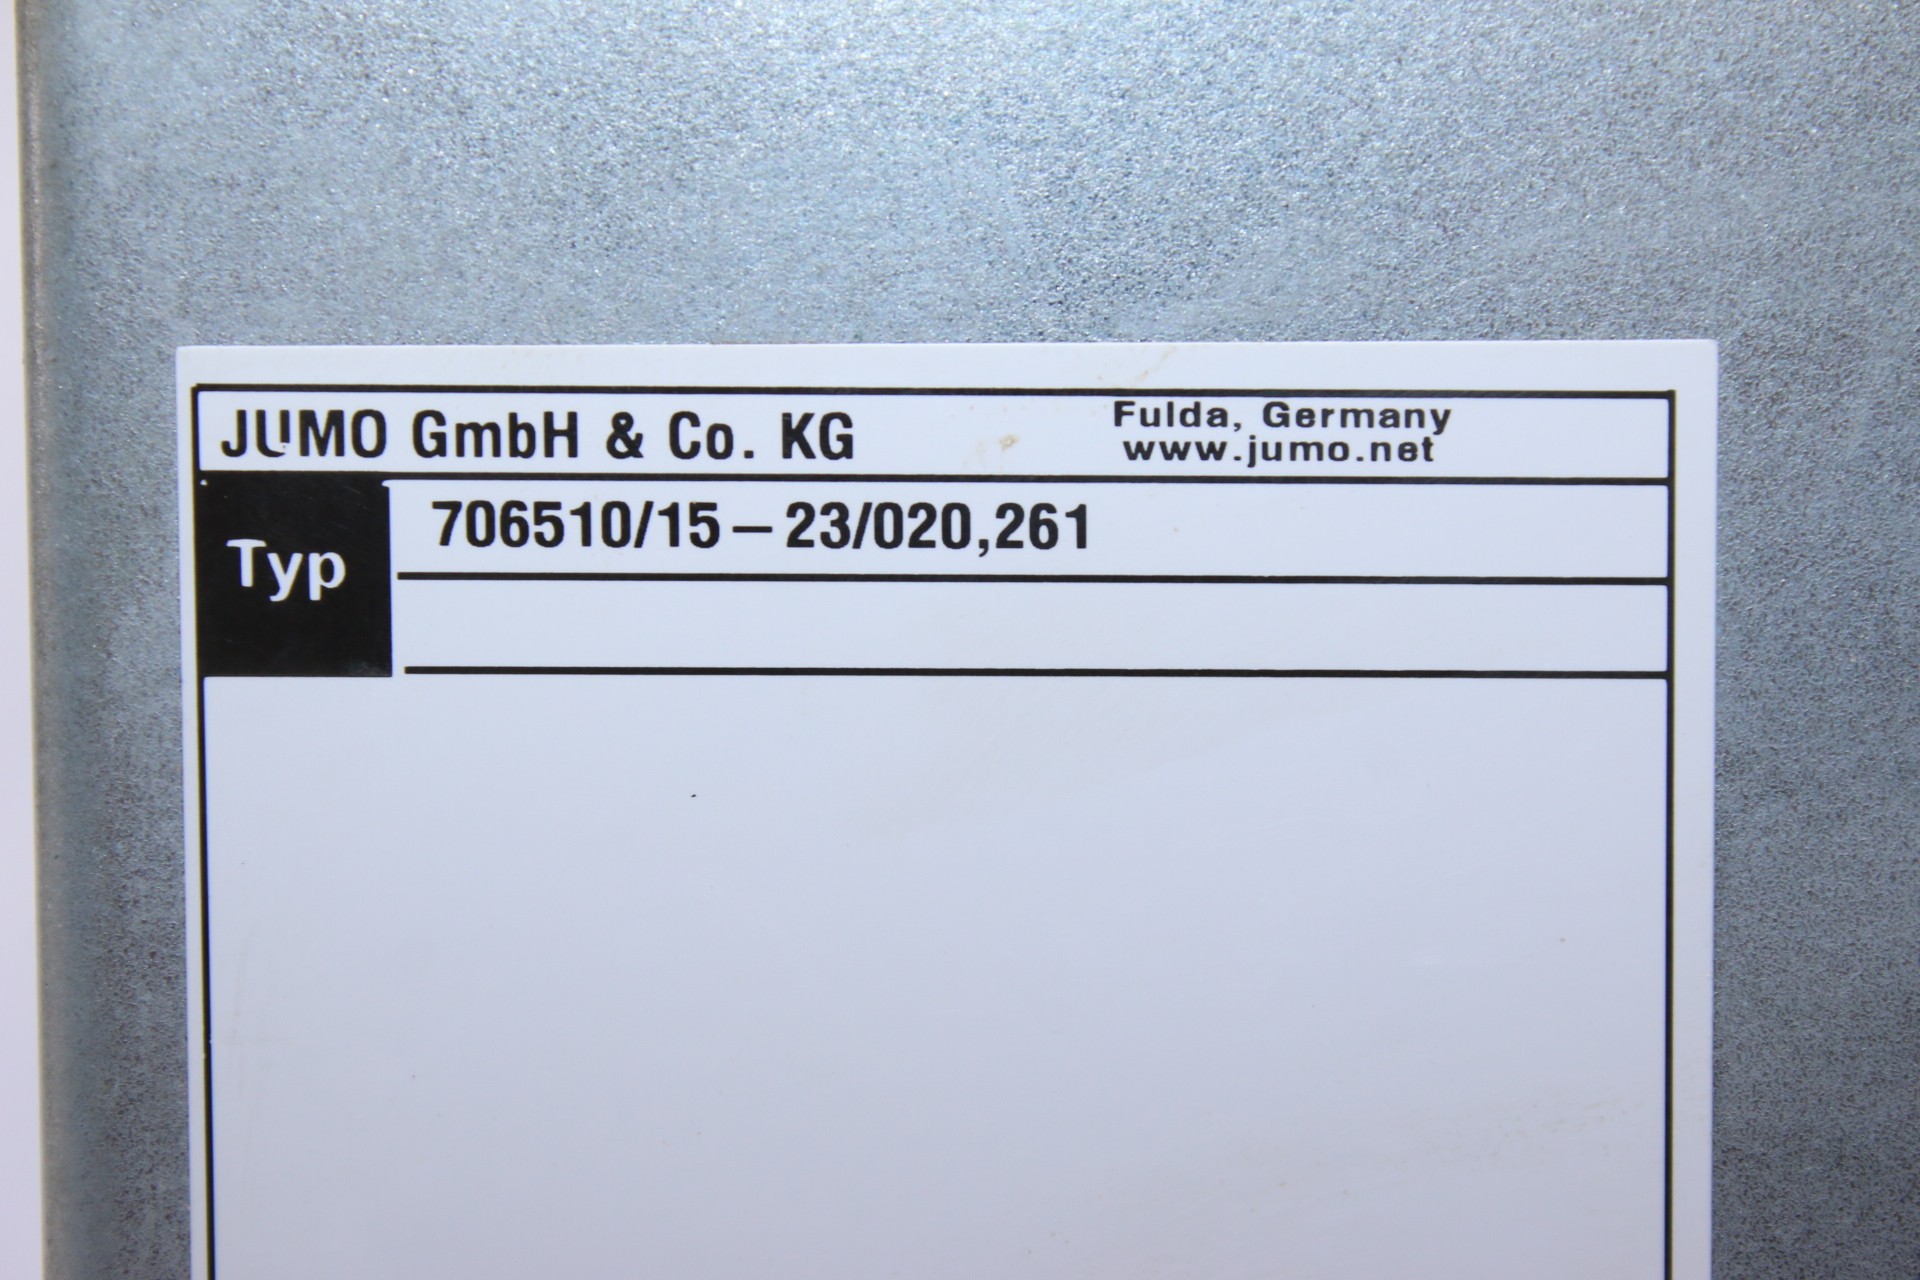 JUMO GmbH & Co. KG
Fulda, Germany
www.jumo.net
Typ
706510/15–23/020,261